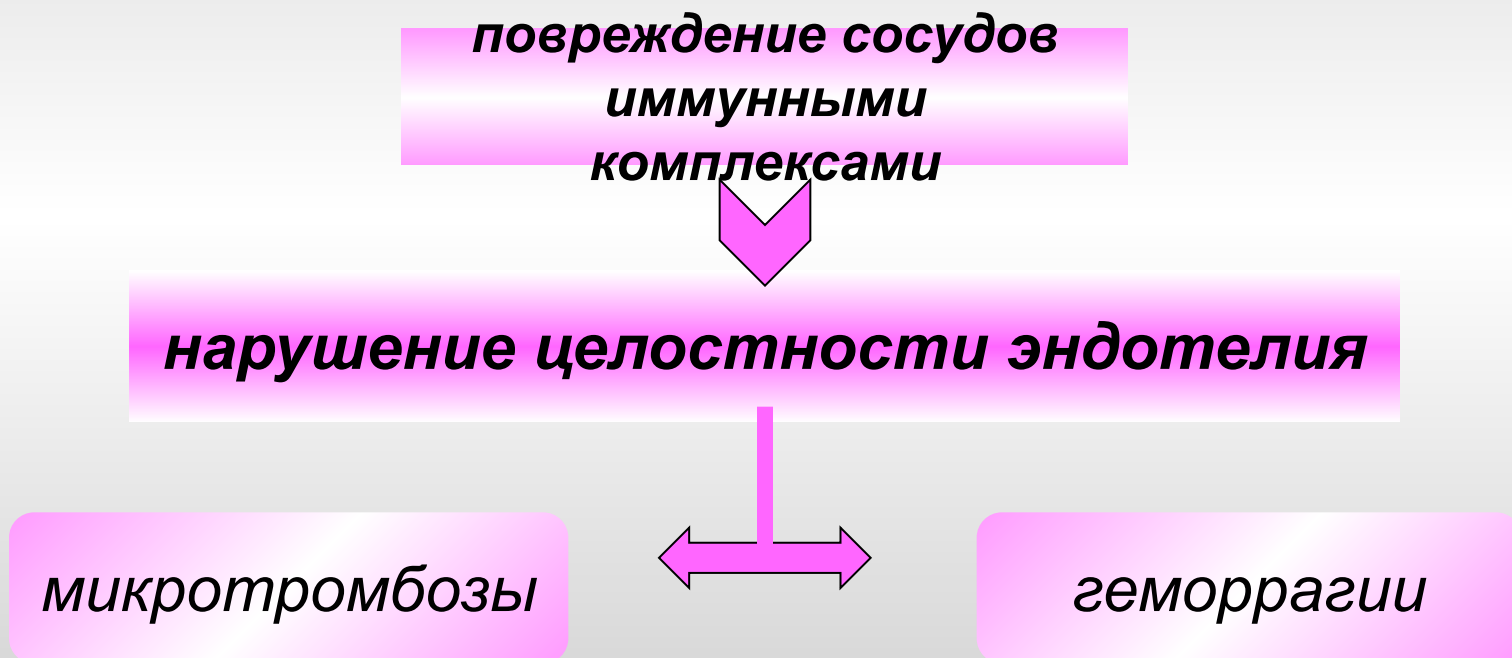 повреждение сосудов
иммунными
комплексами
нарушение целостности эндотелия
микротромбозы
геморрагии